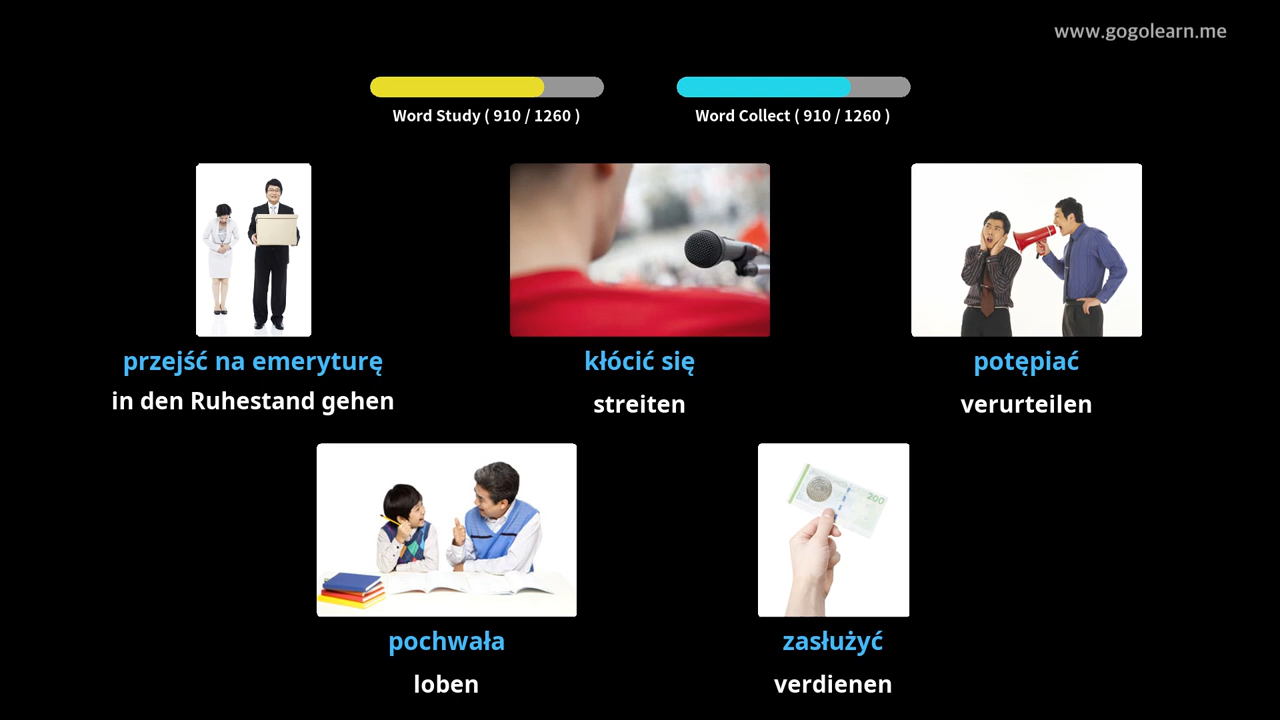 www.gogolearn.me
Word Study ( 910 / 1260 )
Word Collect ( 910 / 1260 )
przejść na emeryturę
in den Ruhestand gehen
kłócić się
streiten
potępiać
verurteilen
200
pochwała
loben
zasłużyć
verdienen